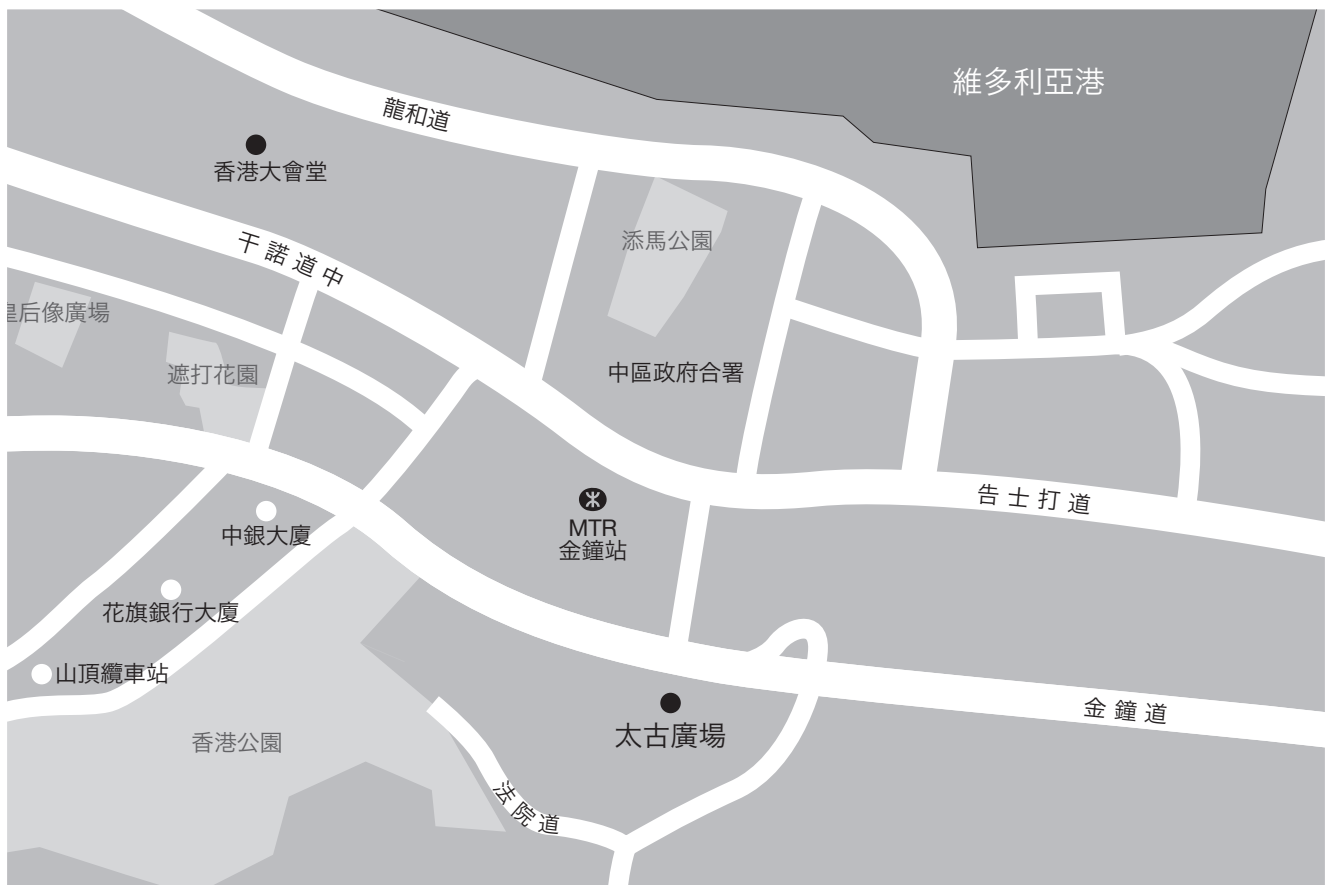 維多利亞港
龍和道
香港大會堂
添馬公園
干諾道中
皇后像廣場
遮打花園
中區政府合署
告士打道
MTR
金鐘站
中銀大廈
花旗銀行大廈
山頂纜車站
金鐘道
太古廣場
香港公園
法院道